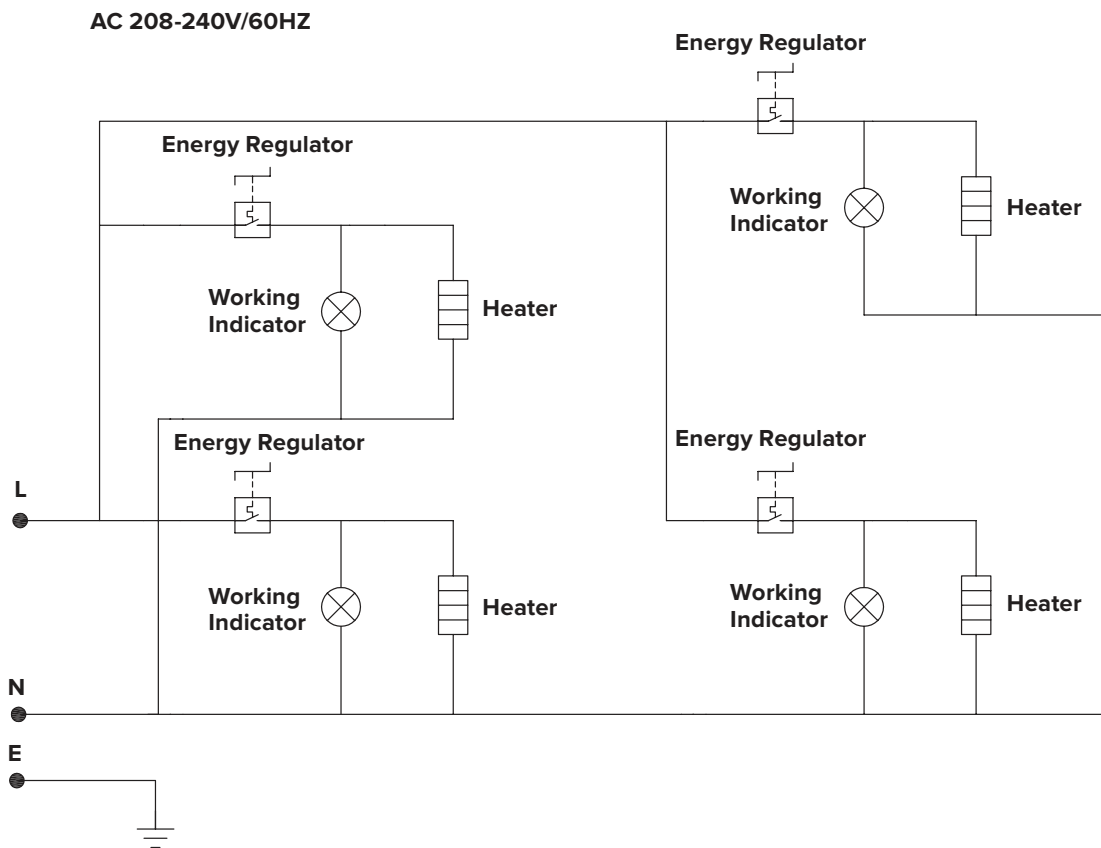 AC 208-240V/60HZ
Energy Regulator
Energy Regulator
Working
Indicator
Heater
Working
Indicator
Heater
Energy Regulator
Energy Regulator
L
Working
Indicator
Heater
Working
Indicator
Heater
N
E